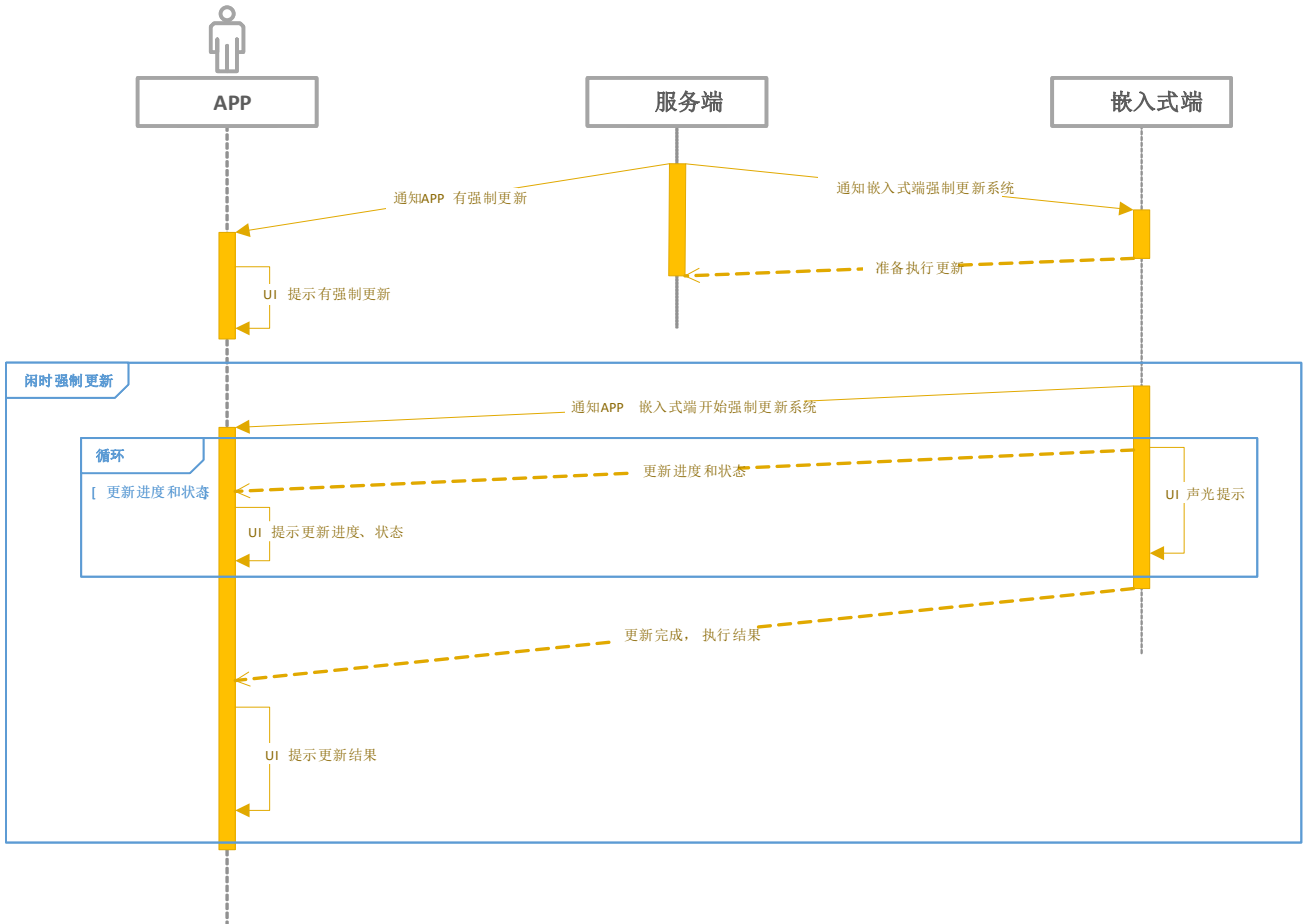 APP
服务端
嵌入式端
通知APP 有强制更新
通知嵌入式端强制更新系统
准备执行更新
UI 提示有强制更新
闲时强制更新
通知APP 嵌入式端开始强制更新系统
循环
更新进度和状态
[ 更新进度和状态]
UI 声光提示
UI 提示更新进度、状态
更新完成，执行结果
UI 提示更新结果